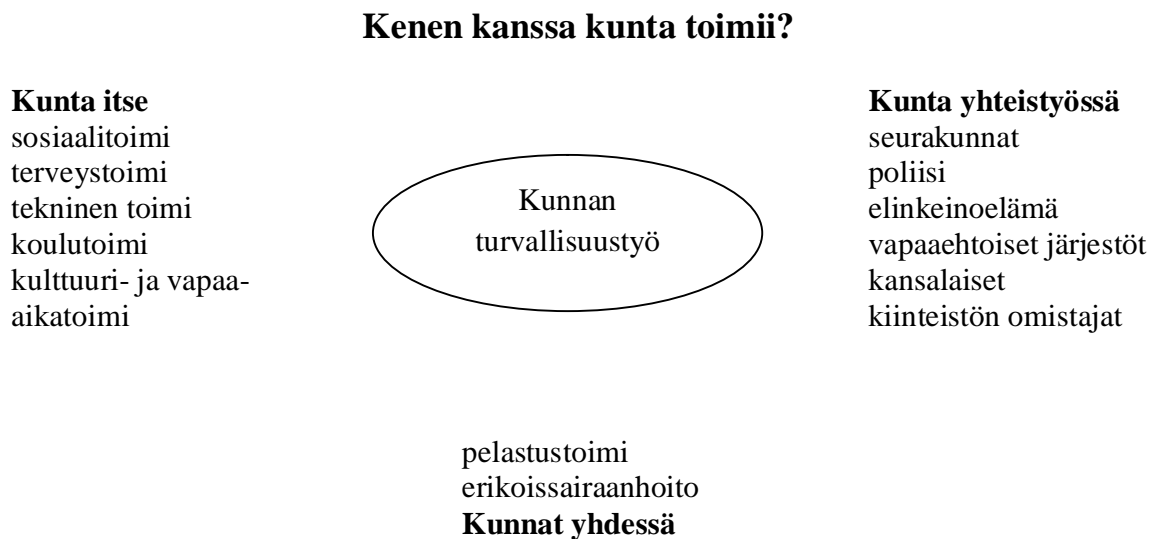 Kenen kanssa kunta toimii?
Kunta itse
sosiaalitoimi
terveystoimi
tekninen toimi
koulutoimi
kulttuuri- ja vapaa-
aikatoimi
Kunnan
turvallisuustyö
Kunta yhteistyössä
seurakunnat
poliisi
elinkeinoelämä
vapaaehtoiset järjestöt
kansalaiset
kiinteistön omistajat
pelastustoimi
erikoissairaanhoito
Kunnat yhdessä